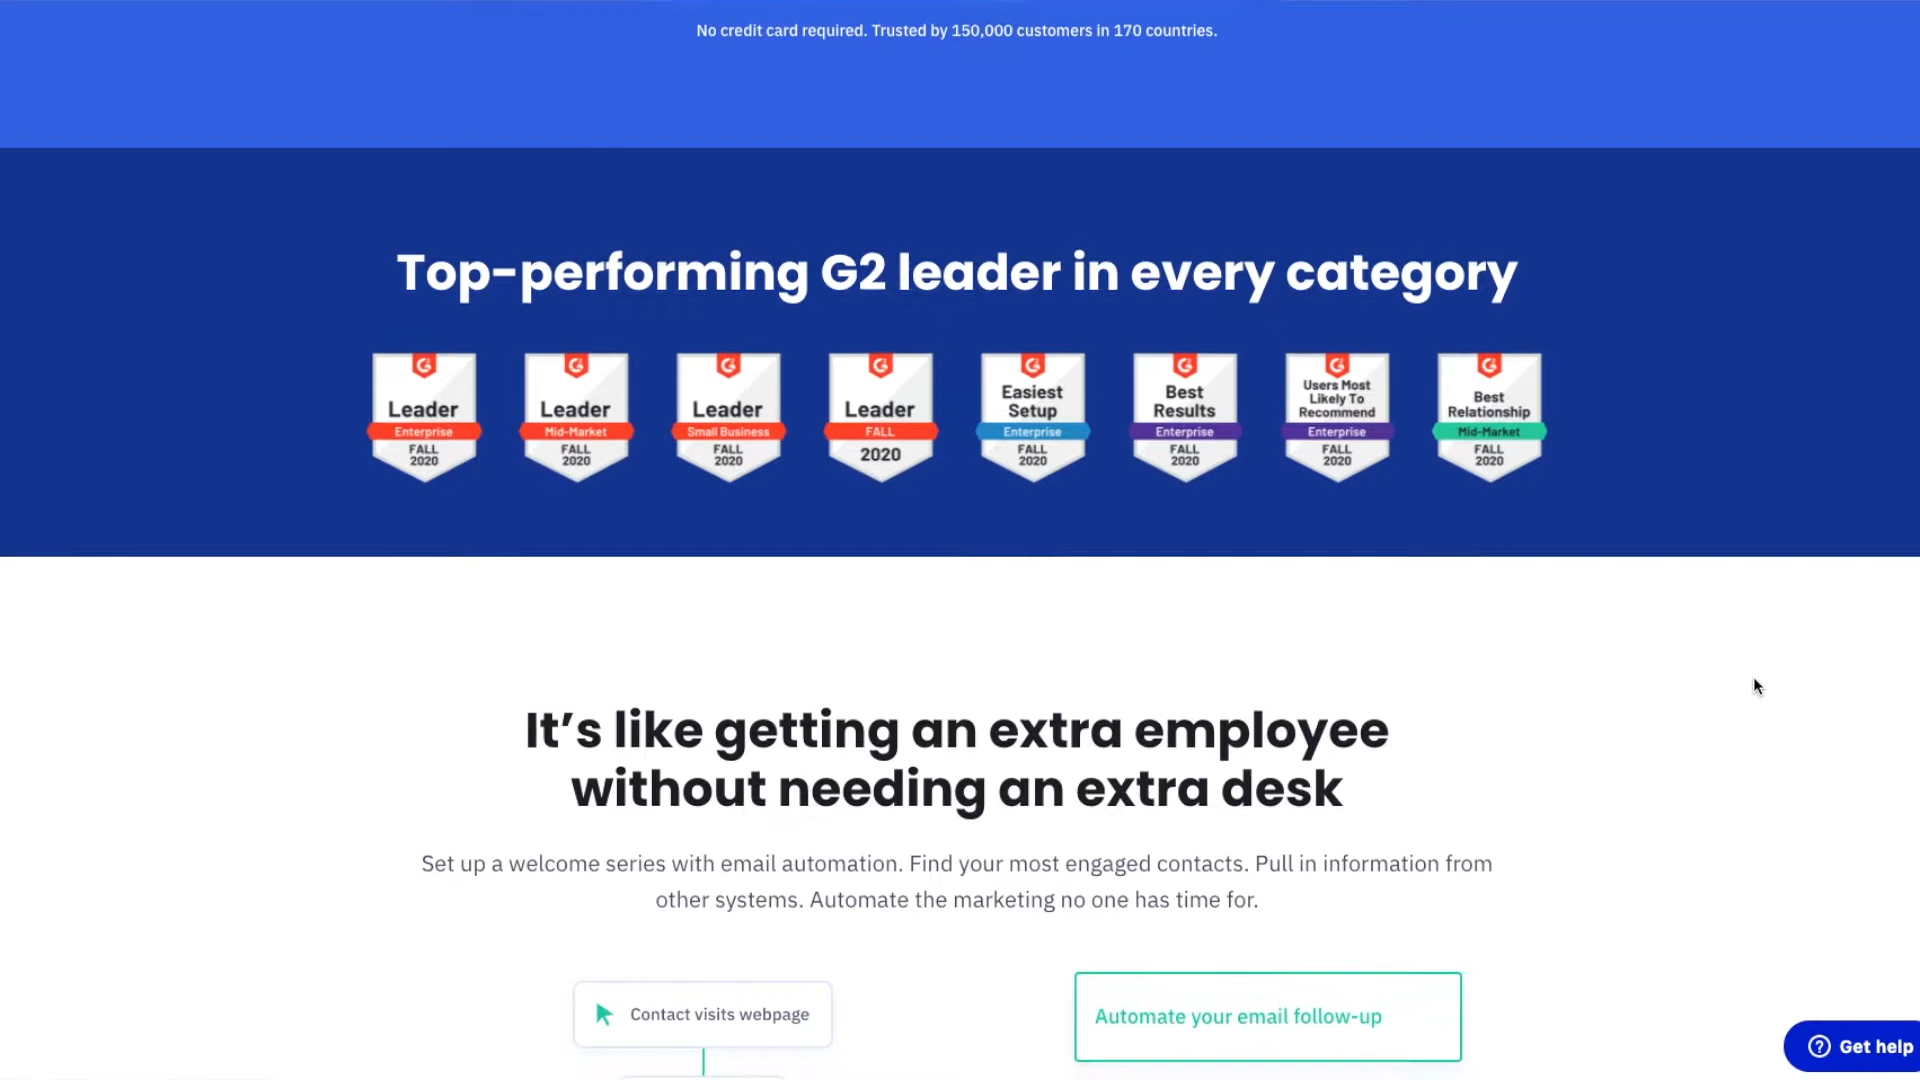 No credit card required. Trusted by 150,000 customers in 170 countries.
Top-performing G2 leader in every category
Leader
Enterprise
FALL
2020
Leader
Mid-Market
FALL
2020
Leader
Small Business
FALL
2020
Leader
FALL
2020
Easiest
Setup
Enterprise
FALL
2020
Best
Results
Enterprise
FALL
2020
Users Most
Likely To
Recommend
Enterprise
FALL
2020
Best
Relationship
Mid-Market
FALL
2020
It’s like getting an extra employee
without needing an extra desk
Set up a welcome series with email automation. Find your most engaged contacts. Pull in information from
other systems. Automate the marketing no one has time for.
Contact visits webpage
Automate your email follow-up
Get help